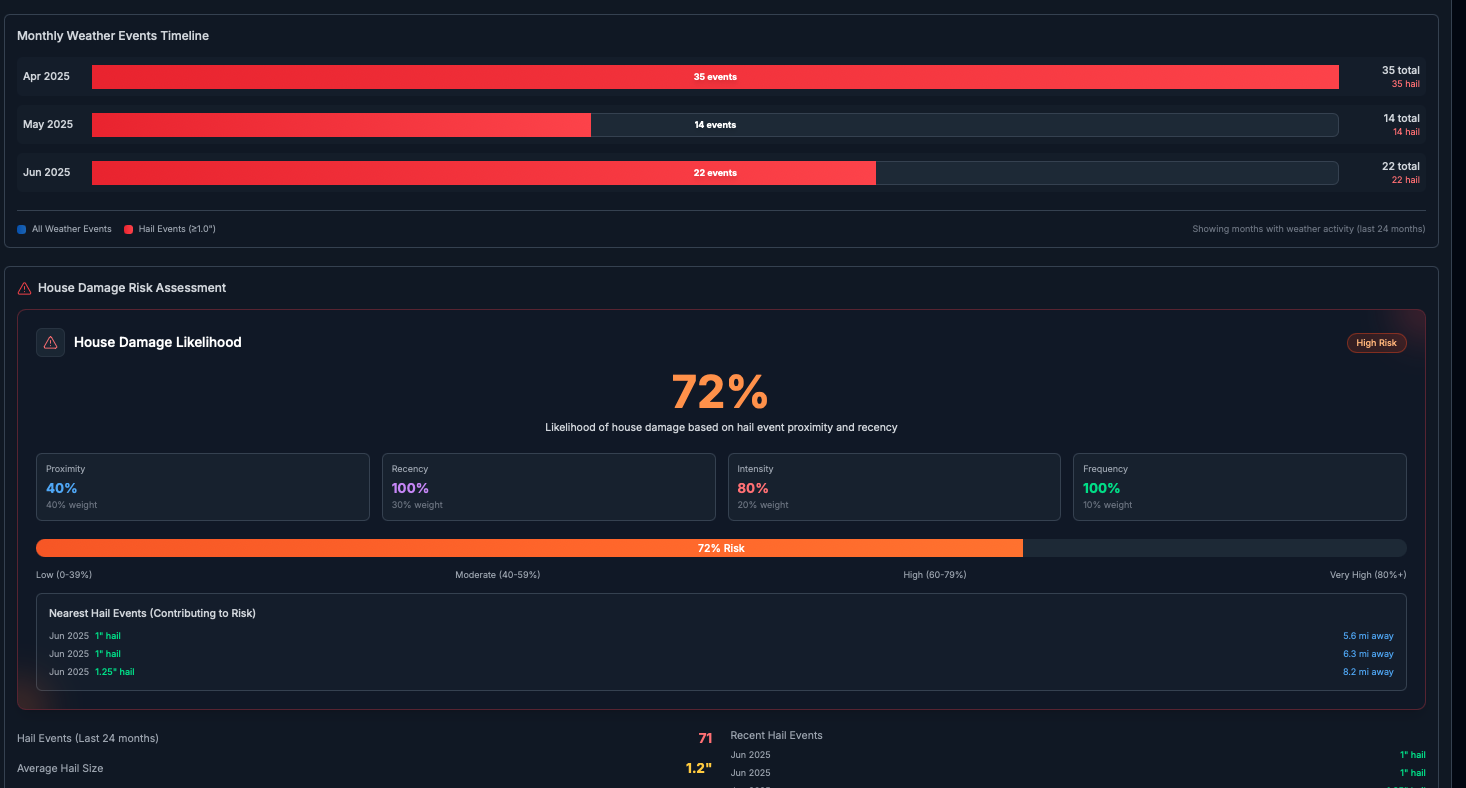 Monthly Weather Events Timeline
Apr 2025
35 events
35 total
35 hail
May 2025
14 events
14 total
14 hail
Jun 2025
22 events
22 total
22 hail
All Weather Events
Hail Events (≥1.0")
Showing months with weather activity (last 24 months)
House Damage Risk Assessment
House Damage Likelihood
High Risk
72%
Likelihood of house damage based on hail event proximity and recency
Proximity
40%
40% weight
Recency
100%
30% weight
Intensity
80%
20% weight
Frequency
100%
10% weight
72% Risk
Low (0-39%)
Moderate (40-59%)
High (60-79%)
Very High (80%+)
Nearest Hail Events (Contributing to Risk)
Jun 2025 1" hail 5.6 mi away
Jun 2025 1" hail 6.3 mi away
Jun 2025 1.25" hail 8.2 mi away
Hail Events (Last 24 months) 71
Average Hail Size 1.2"
Recent Hail Events
Jun 2025 1" hail
Jun 2025 1" hail